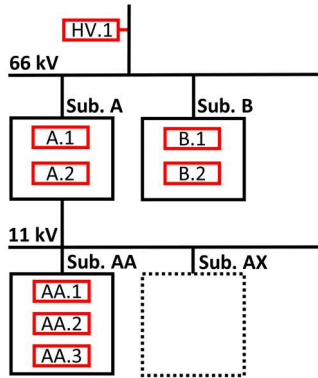 HV.1
66 kV
Sub. A
Sub. B
A.1
B.1
A.2
B.2
11 kV
Sub. AA
Sub. AX
AA.1
AA.2
AA.3